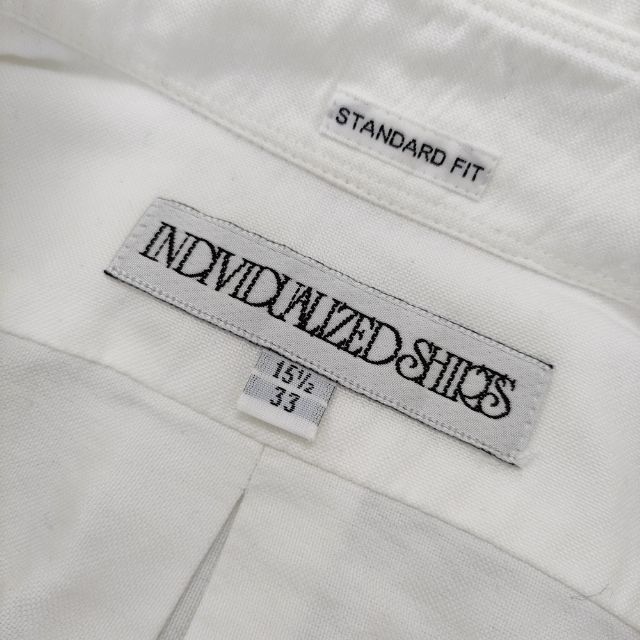 STANDARD FIT
INDIVIDUALIZED SHIRTS
15½
33